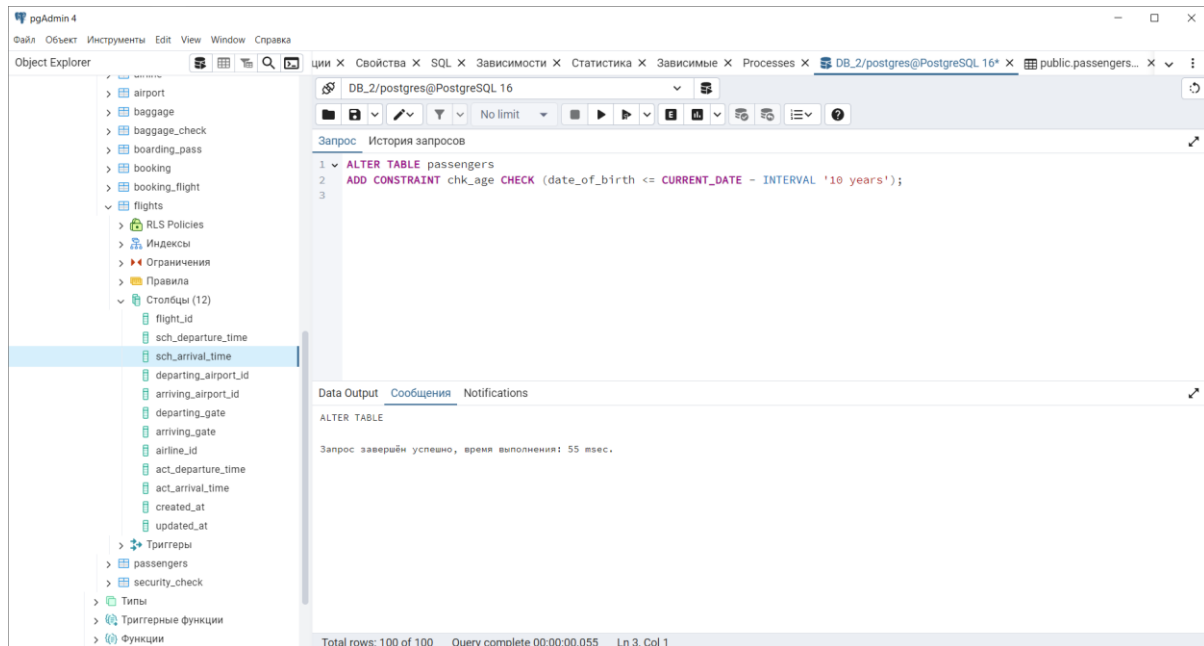 pgAdmin 4
Файл Объект Инструменты Edit View Window Справка
Object Explorer
ции Свойства SQL Зависимости Статистика Зависимые Processes DB_2/postgres@PostgreSQL 16* public.passengers...
airline
airport
baggage
baggage_check
boarding_pass
booking
booking_flight
flights
RLS Policies
Индексы
Ограничения
Правила
Столбцы (12)
flight_id
sch_departure_time
sch_arrival_time
departing_airport_id
arriving_airport_id
departing_gate
arriving_gate
airline_id
act_departure_time
act_arrival_time
created_at
updated_at
Триггеры
passengers
security_check
Типы
Триггерные функции
Функции
DB_2/postgres@PostgreSQL 16
No limit
Запрос История запросов
1 ALTER TABLE passengers
2 ADD CONSTRAINT chk_age CHECK (date_of_birth <= CURRENT_DATE - INTERVAL '10 years');
3
Data Output Сообщения Notifications
ALTER TABLE
Запрос завершён успешно, время выполнения: 55 msec.
Total rows: 100 of 100 Query complete 00:00:00.055 Ln 3, Col 1